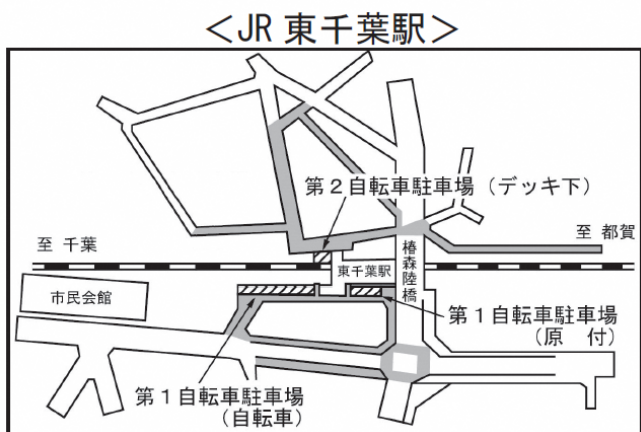 ＜JR 東千葉駅＞
第２自転車駐車場（デッキ下）
至 千葉
至 都賀
椿森陸橋
東千葉駅
市民会館
第１自転車駐車場
（原　付）
第１自転車駐車場
（自転車）